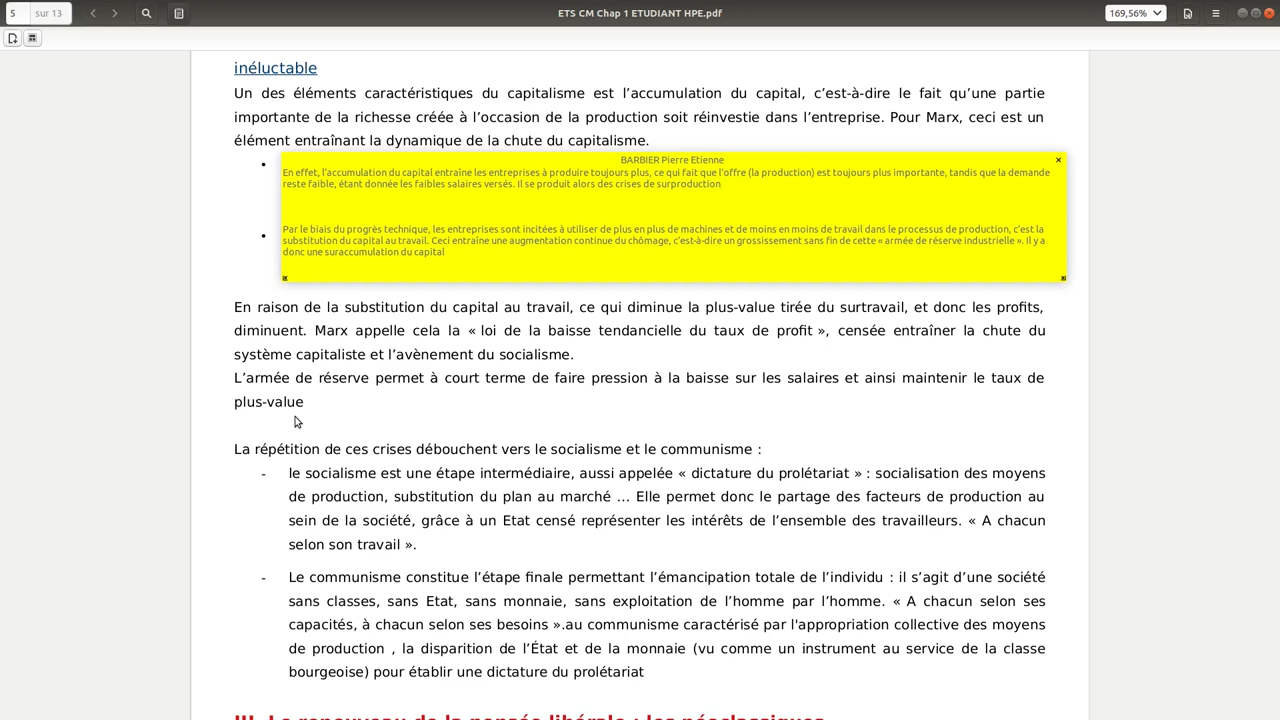 5 sur 13
ETS CM Chap 1 ETUDIANT HPE.pdf
169,56%
inéluctable
Un des éléments caractéristiques du capitalisme est l’accumulation du capital, c’est-à-dire le fait qu’une partie
importante de la richesse créée à l’occasion de la production soit réinvestie dans l’entreprise. Pour Marx, ceci est un
élément entraînant la dynamique de la chute du capitalisme.
BARBIER Pierre Etienne
En effet, l’accumulation du capital entraîne les entreprises à produire toujours plus, ce qui fait que l’offre (la production) est toujours plus importante, tandis que la demande
reste faible, étant donnée les faibles salaires versés. Il se produit alors des crises de surproduction
Par le biais du progrès technique, les entreprises sont incitées à utiliser de plus en plus de machines et de moins en moins de travail dans le processus de production, c’est la
substitution du capital au travail. Ceci entraîne une augmentation continue du chômage, c’est-à-dire un grossissement sans fin de cette « armée de réserve industrielle ». Il y a
donc une suraccumulation du capital
En raison de la substitution du capital au travail, ce qui diminue la plus-value tirée du surtravail, et donc les profits,
diminuent. Marx appelle cela la « loi de la baisse tendancielle du taux de profit », censée entraîner la chute du
système capitaliste et l’avènement du socialisme.
L’armée de réserve permet à court terme de faire pression à la baisse sur les salaires et ainsi maintenir le taux de
plus-value
La répétition de ces crises débouchent vers le socialisme et le communisme :
- le socialisme est une étape intermédiaire, aussi appelée « dictature du prolétariat » : socialisation des moyens
de production, substitution du plan au marché … Elle permet donc le partage des facteurs de production au
sein de la société, grâce à un Etat censé représenter les intérêts de l’ensemble des travailleurs. « A chacun
selon son travail ».
- Le communisme constitue l’étape finale permettant l’émancipation totale de l’individu : il s’agit d’une société
sans classes, sans Etat, sans monnaie, sans exploitation de l’homme par l’homme. « A chacun selon ses
capacités, à chacun selon ses besoins ».au communisme caractérisé par l'appropriation collective des moyens
de production , la disparition de l’État et de la monnaie (vu comme un instrument au service de la classe
bourgeoise) pour établir une dictature du prolétariat
III. Le renouveau de la pensée libérale : les néoclassiques